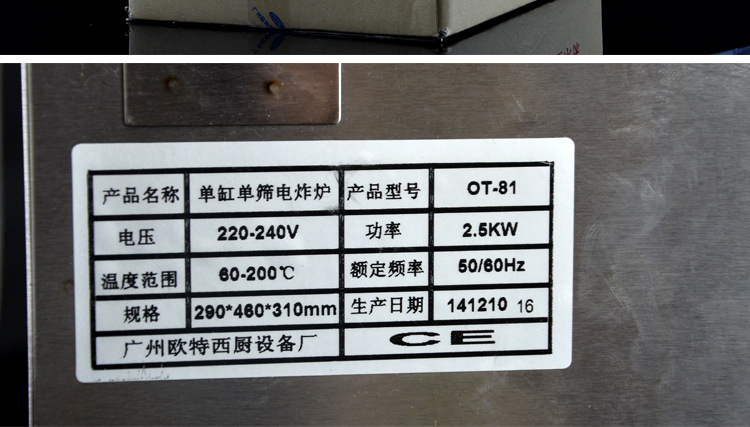 产品名称 单缸单筛电炸炉 产品型号 OT-81
电压 220-240V 功率 2.5KW
温度范围 60-200℃ 额定频率 50/60Hz
规格 290*460*310mm 生产日期 141210 16
广州欧特西厨设备厂 CE